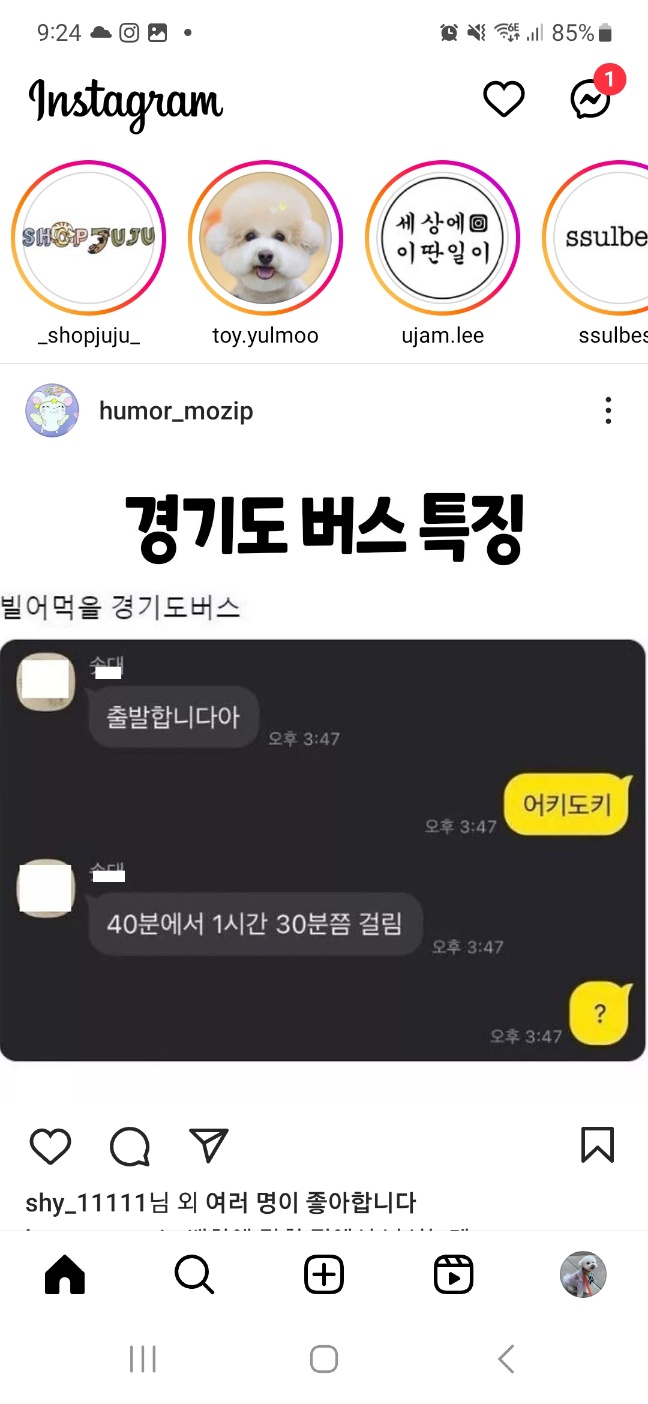 9:24
6E
85%
Instagram
1
SHOP JUJU
세상에
이딴일이
ssulbe
_shopjuju_
toy.yulmoo
ujam.lee
ssulbes
humor_mozip
경기도 버스 특징
빌어먹을 경기도버스
출발합니다아
오후 3:47
어키도키
오후 3:47
40분에서 1시간 30분쯤 걸림
오후 3:47
?
오후 3:47
shy_11111님 외 여러 명이 좋아합니다